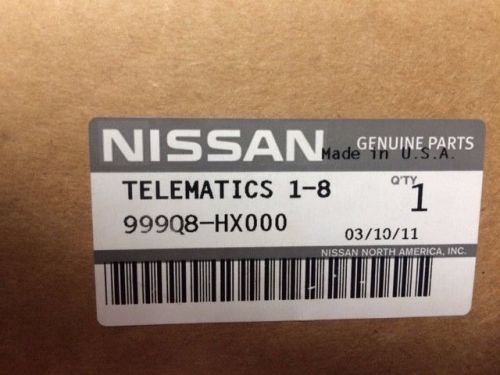 NISSAN GENUINE PARTS
Made in U.S.A.
TELEMATICS 1-8 Q'TY
999Q8-HX000 1
03/10/11
NISSAN NORTH AMERICA, INC.